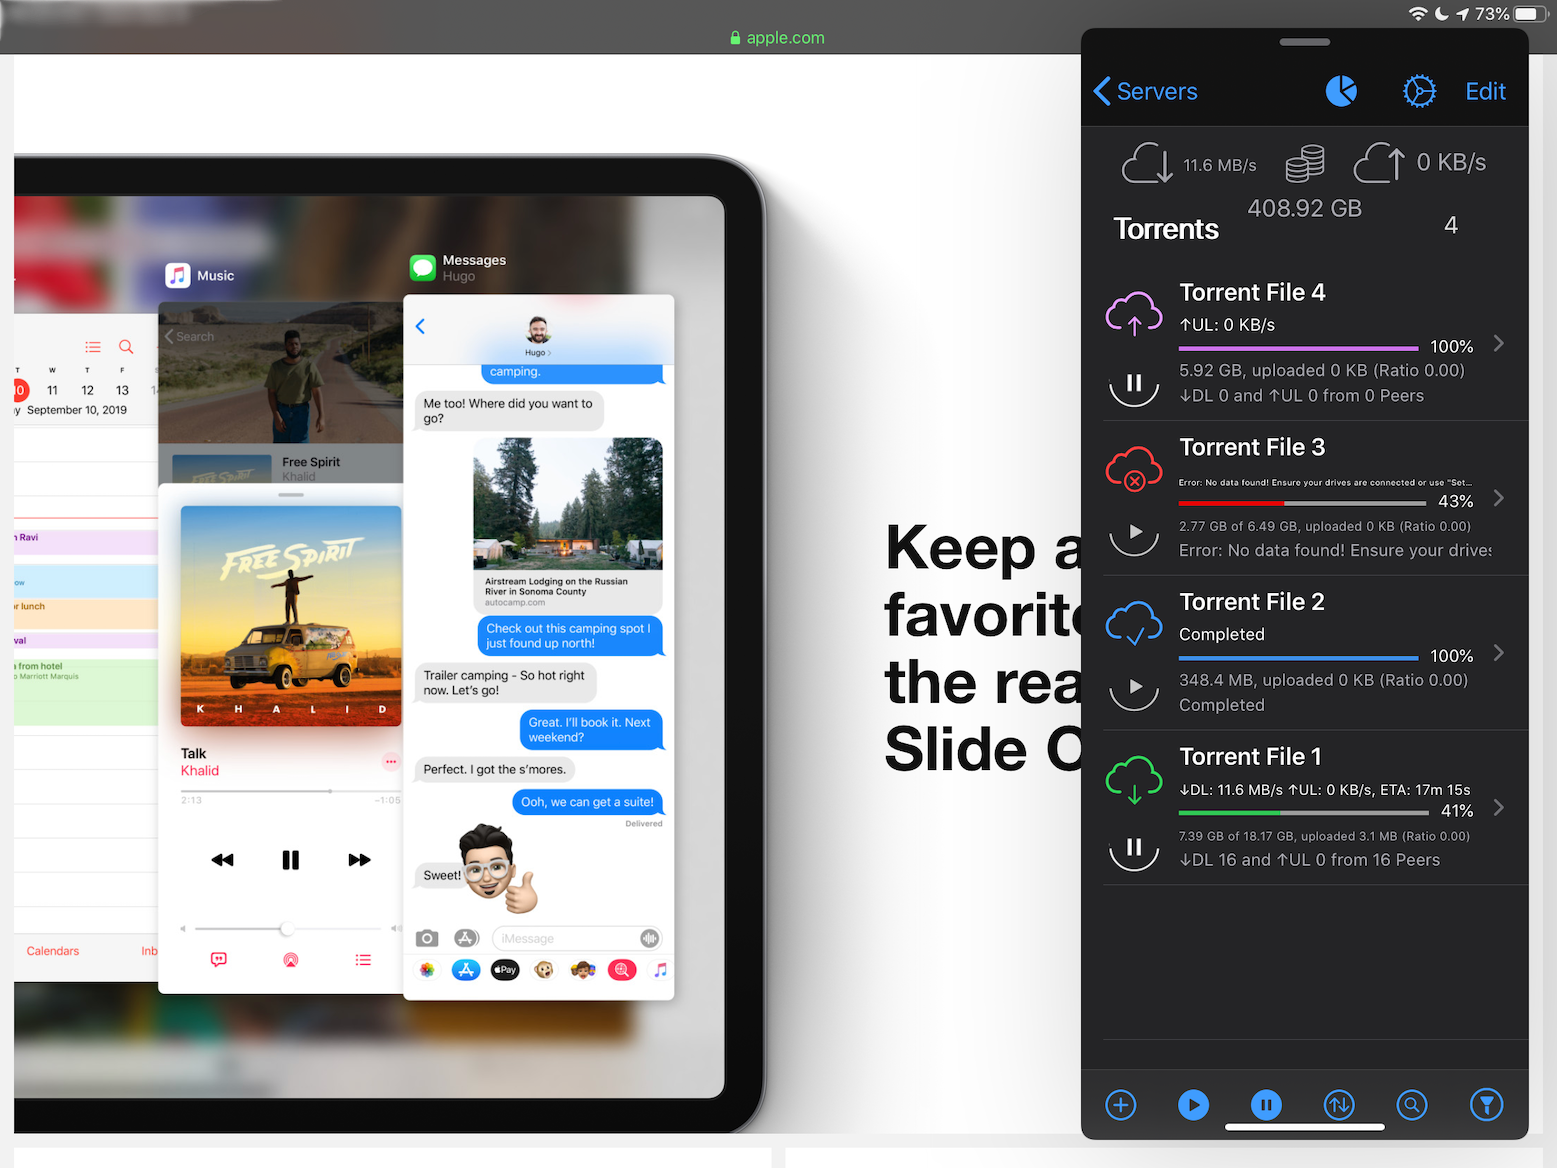 73%
apple.com
Servers
Edit
11.6 MB/s
0 KB/s
408.92 GB
Torrents
4
Torrent File 4
↑UL: 0 KB/s
100%
5.92 GB, uploaded 0 KB (Ratio 0.00)
↓DL 0 and ↑UL 0 from 0 Peers
Torrent File 3
Error: No data found! Ensure your drives are connected or use "Set...
43%
2.77 GB of 6.49 GB, uploaded 0 KB (Ratio 0.00)
Error: No data found! Ensure your drives
Torrent File 2
Completed
100%
348.4 MB, uploaded 0 KB (Ratio 0.00)
Completed
Torrent File 1
↓DL: 11.6 MB/s ↑UL: 0 KB/s, ETA: 17m 15s
41%
7.39 GB of 18.17 GB, uploaded 3.1 MB (Ratio 0.00)
↓DL 16 and ↑UL 0 from 16 Peers
Keep a
favorite
the rea
Slide O
T W T F
10 11 12 13 14
y September 10, 2019
n Ravi
ow
or lunch
val
a from hotel
o Marriott Marquis
Calendars
Inb
Music
Search
Free Spirit
Khalid
FREE SPIRIT
KHALID
Talk
Khalid
2:13
−1:05
Messages
Hugo
Hugo
camping.
Me too! Where did you want to
go?
Airstream Lodging on the Russian
River in Sonoma County
autocamp.com
Check out this camping spot I
just found up north!
Trailer camping - So hot right
now. Let's go!
Great. I'll book it. Next
weekend?
Perfect. I got the s'mores.
Ooh, we can get a suite!
Delivered
Sweet!
iMessage
Pay